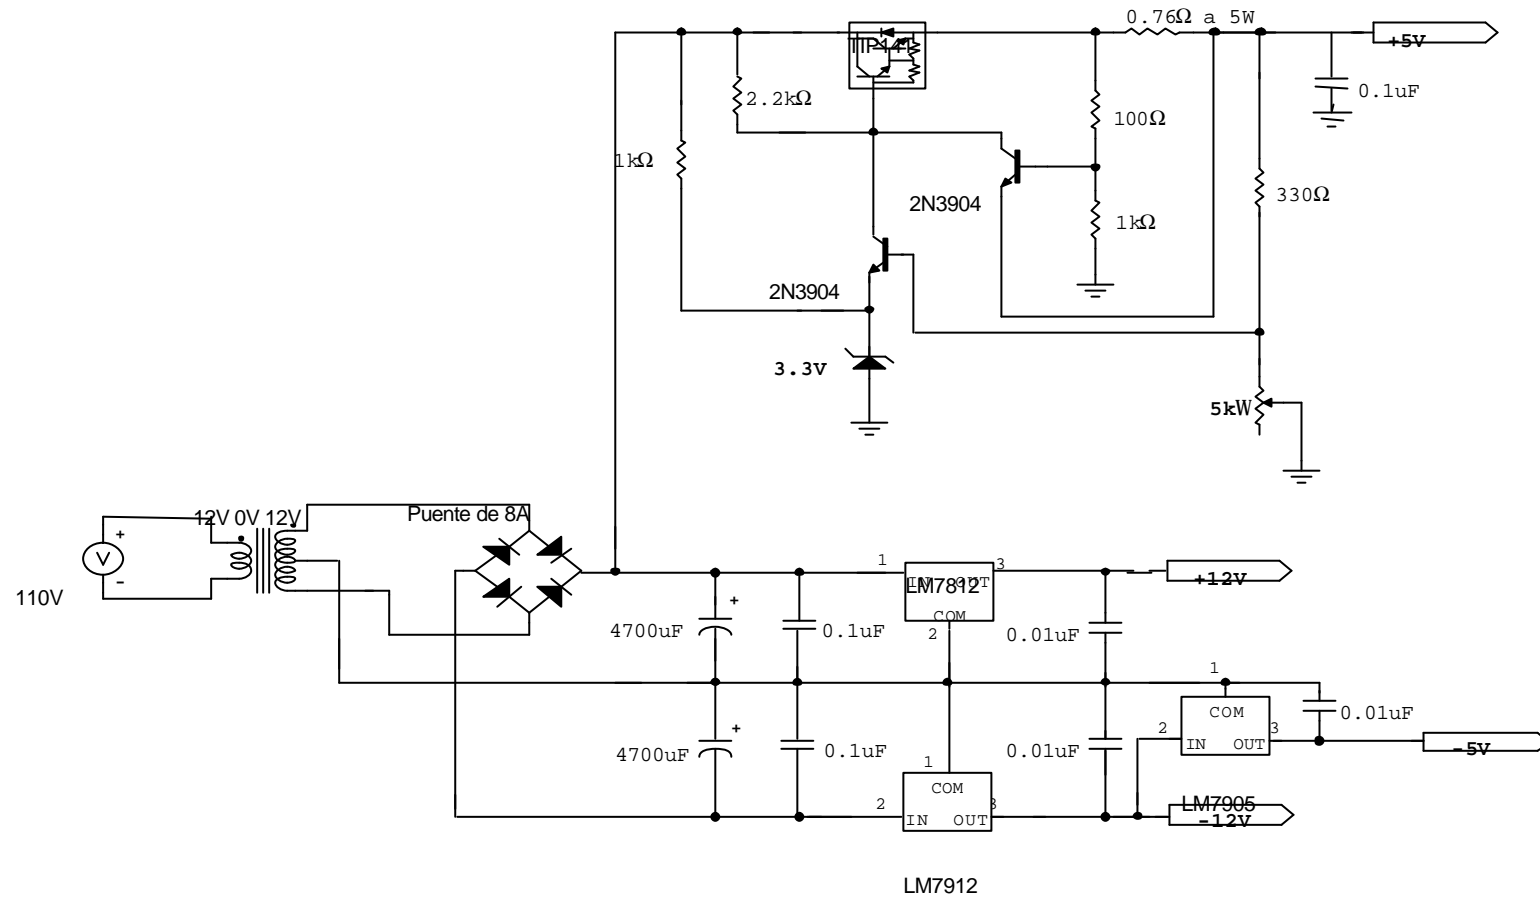 0.76Ω a 5W
+5V
TIP141
2.2kΩ
0.1uF
100Ω
1kΩ
2N3904
330Ω
1kΩ
2N3904
3.3V
5kW
12V 0V 12V
Puente de 8A
+
V
-
110V
1
IN OUT
3
LM7812
COM
2
+12V
+
4700uF
0.1uF
0.01uF
1
COM
0.01uF
2
3
IN OUT
-5V
+
4700uF
0.1uF
0.01uF
1
COM
2
3
IN OUT
LM7905
-12V
LM7912